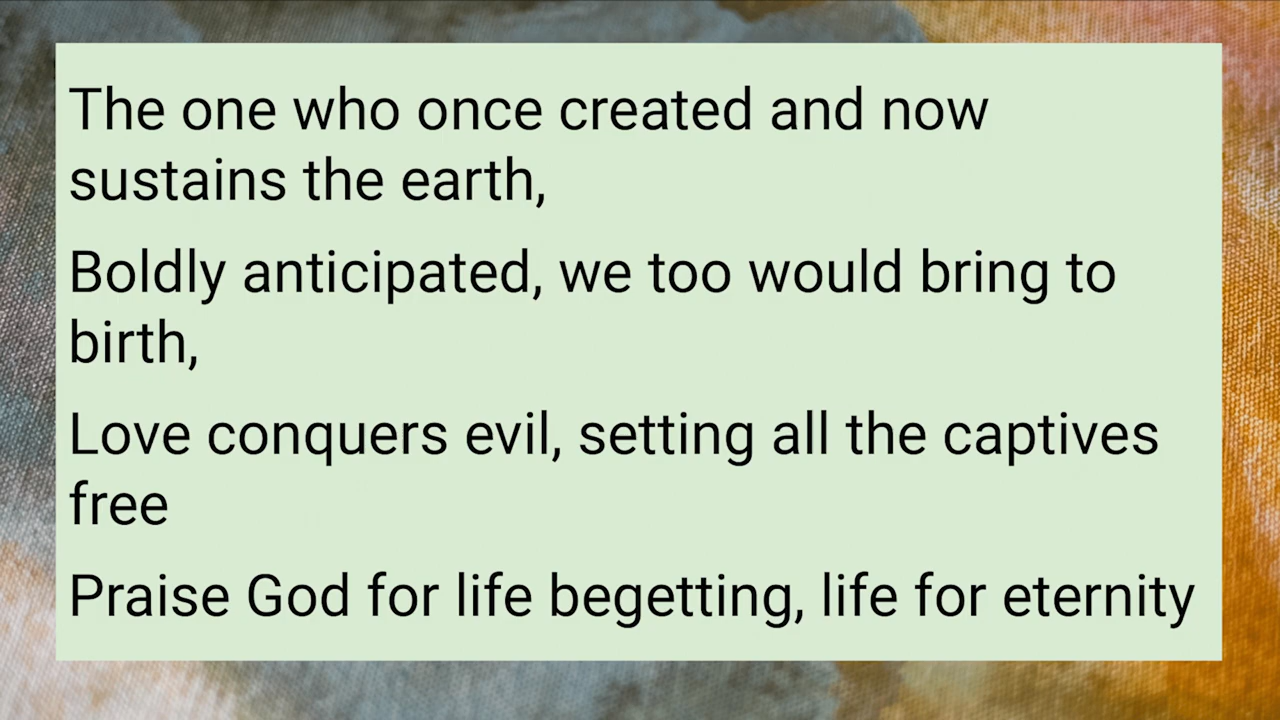 The one who once created and now
sustains the earth,
Boldly anticipated, we too would bring to
birth,
Love conquers evil, setting all the captives
free
Praise God for life begetting, life for eternity